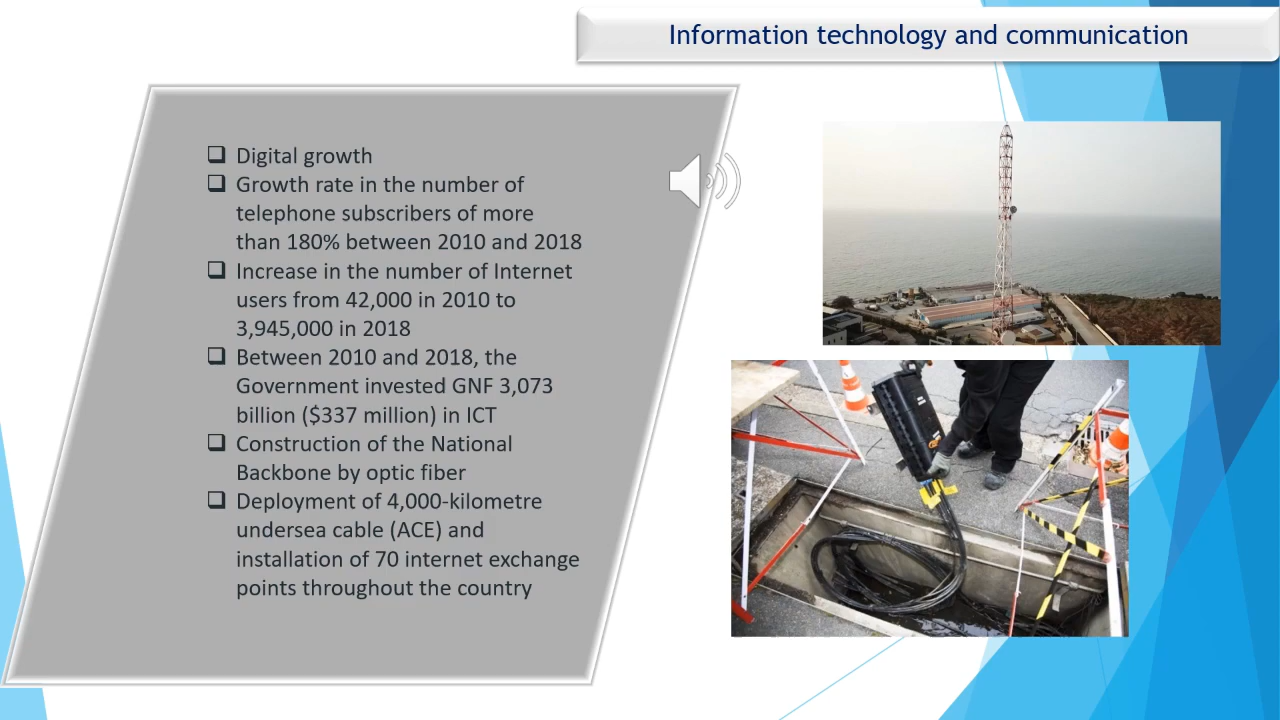 Information technology and communication
❑ Digital growth
❑ Growth rate in the number of
telephone subscribers of more
than 180% between 2010 and 2018
❑ Increase in the number of Internet
users from 42,000 in 2010 to
3,945,000 in 2018
❑ Between 2010 and 2018, the
Government invested GNF 3,073
billion ($337 million) in ICT
❑ Construction of the National
Backbone by optic fiber
❑ Deployment of 4,000-kilometre
undersea cable (ACE) and
installation of 70 internet exchange
points throughout the country